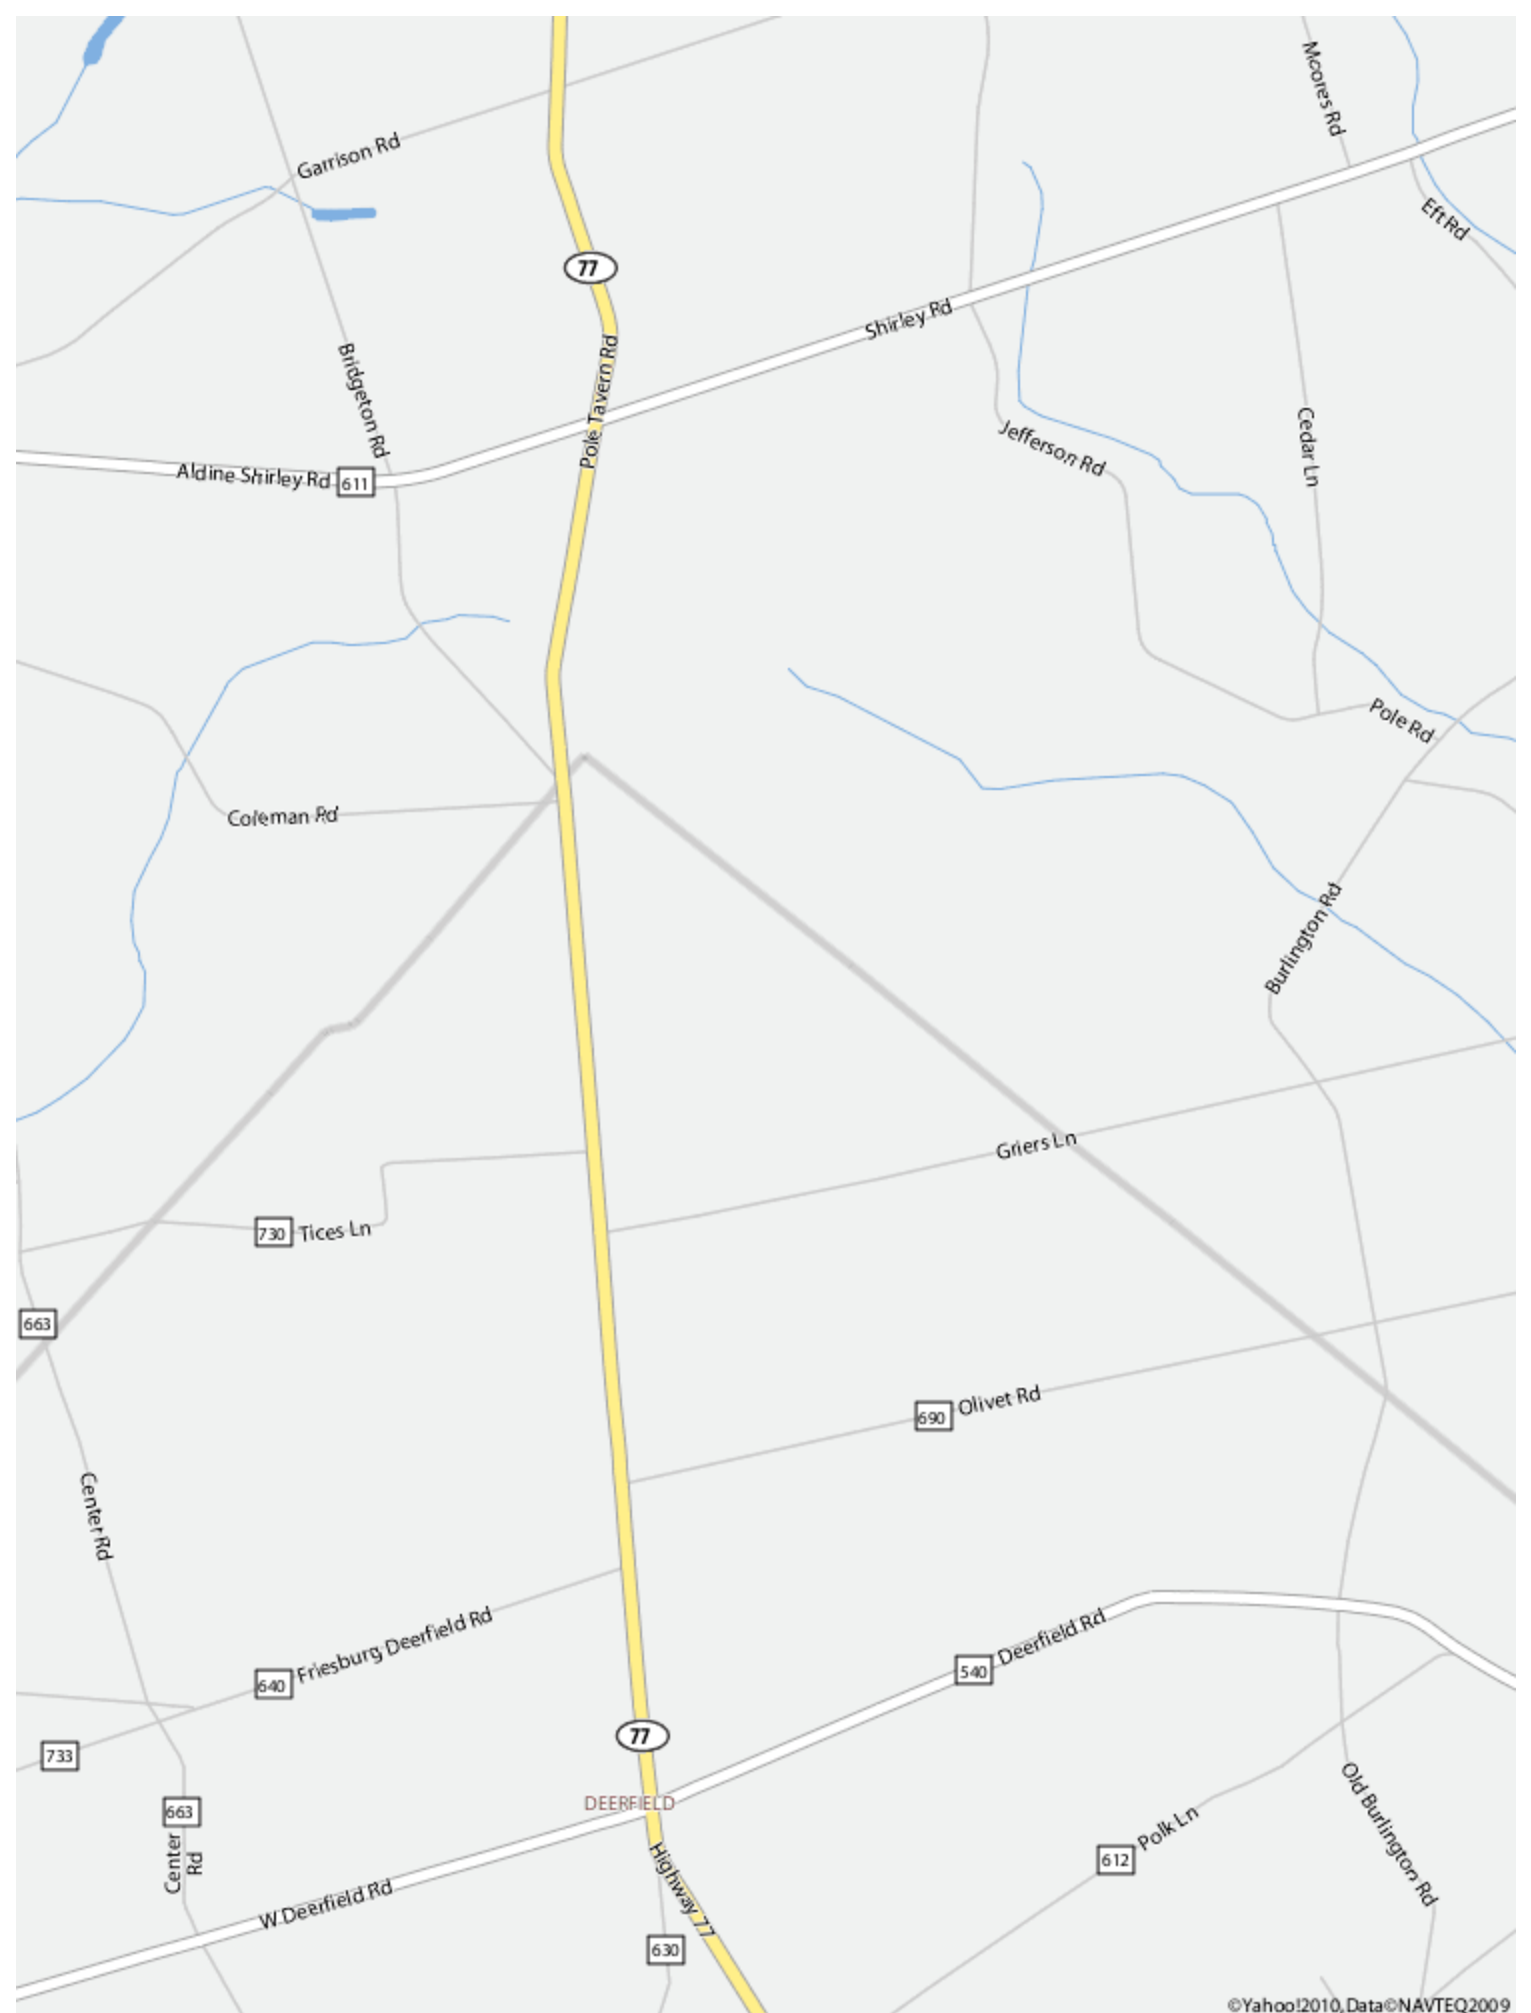 Moores Rd
Garrison Rd
Eft Rd
77
Shirley Rd
Pole Tavern Rd
Bridgeton Rd
Jefferson Rd
Cedar Ln
Aldine Shirley Rd 611
Pole Rd
Coleman Rd
Burlington Rd
Griers Ln
730 Tices Ln
663
690 Olivet Rd
Center Rd
Friesburg Deerfield Rd
640
Deerfield Rd
540
77
733
DEERFIELD
663
Center
Rd
Old Burlington Rd
Polk Ln
612
Highway 77
W Deerfield Rd
630
©Yahoo!2010,Data©NAVTEQ2009